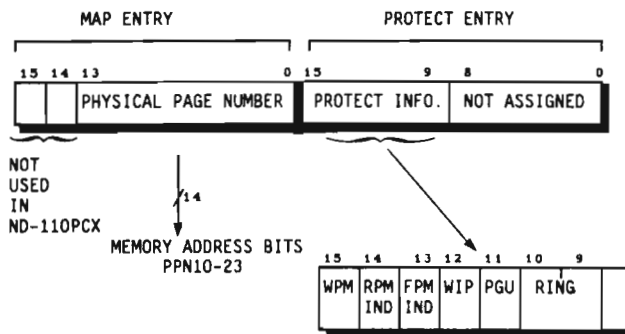 MAP ENTRY
PROTECT ENTRY
15 14 13 0 15 9 8 0
PHYSICAL PAGE NUMBER
PROTECT INFO.
NOT ASSIGNED
NOT
USED
IN
ND-110PCX
14
MEMORY ADDRESS BITS
PPN10-23
15 14 13 12 11 10 9
WPM
RPM
IND
FPM
IND
WIP
PGU
RING